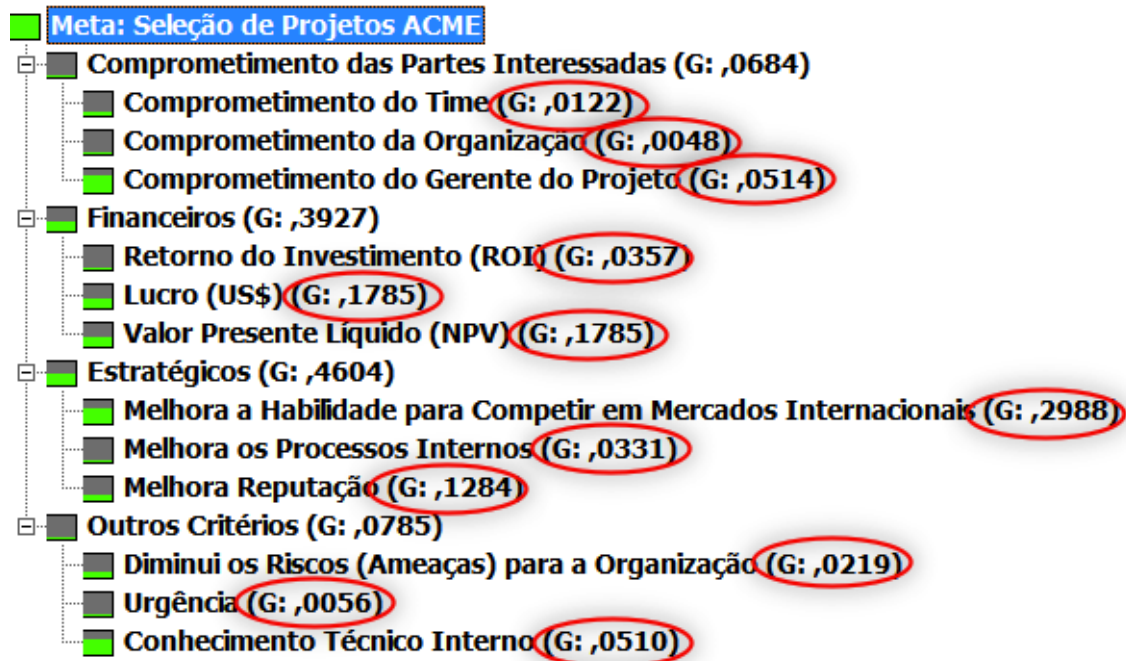 Meta: Seleção de Projetos ACME
Comprometimento das Partes Interessadas (G: ,0684)
Comprometimento do Time (G: ,0122)
Comprometimento da Organização (G: ,0048)
Comprometimento do Gerente do Projeto (G: ,0514)
Financeiros (G: ,3927)
Retorno do Investimento (ROI) (G: ,0357)
Lucro (US$) (G: ,1785)
Valor Presente Líquido (NPV) (G: ,1785)
Estratégicos (G: ,4604)
Melhora a Habilidade para Competir em Mercados Internacionais (G: ,2988)
Melhora os Processos Internos (G: ,0331)
Melhora Reputação (G: ,1284)
Outros Critérios (G: ,0785)
Diminui os Riscos (Ameaças) para a Organização (G: ,0219)
Urgência (G: ,0056)
Conhecimento Técnico Interno (G: ,0510)